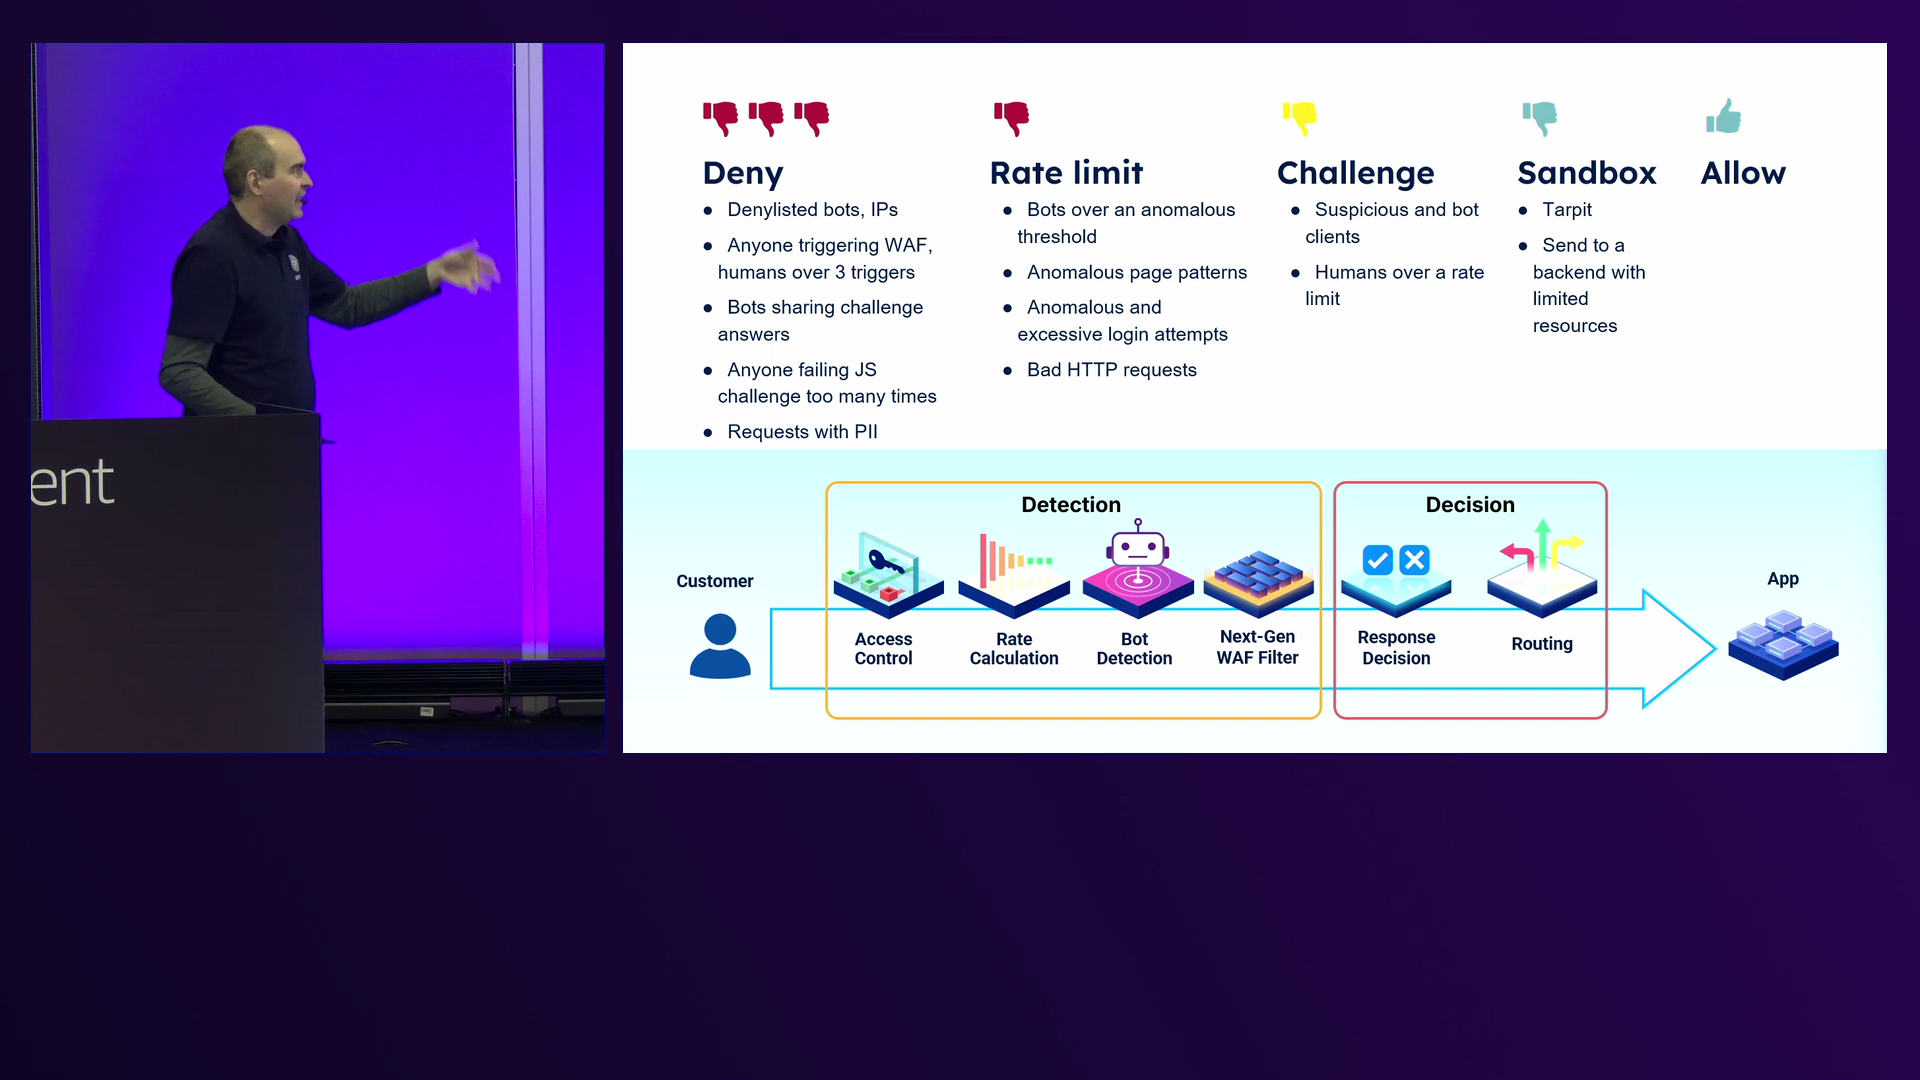 ent
Deny
● Denylisted bots, IPs
● Anyone triggering WAF,
humans over 3 triggers
● Bots sharing challenge
answers
● Anyone failing JS
challenge too many times
● Requests with PII
Rate limit
● Bots over an anomalous
threshold
● Anomalous page patterns
● Anomalous and
excessive login attempts
● Bad HTTP requests
Challenge
● Suspicious and bot
clients
● Humans over a rate
limit
Sandbox
● Tarpit
● Send to a
backend with
limited
resources
Allow
Detection
Decision
Customer
Access
Control
Rate
Calculation
Bot
Detection
Next-Gen
WAF Filter
Response
Decision
Routing
App